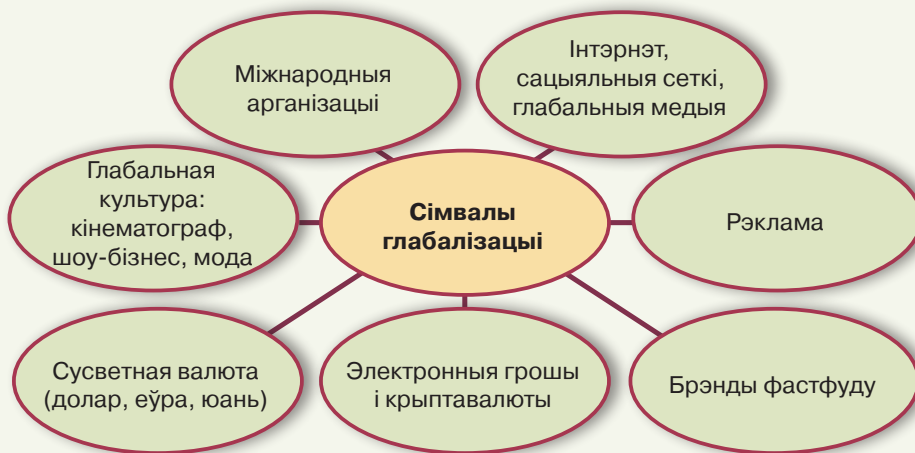 Міжнародныя
арганізацыі
Інтэрнэт,
сацыяльныя сеткі,
глабальныя медыя
Глабальная
культура:
кінематограф,
шоу-бізнес, мода
Сімвалы
глабалізацыі
Рэклама
Сусветная валюта
(долар, еўра, юань)
Электронныя грошы
і крыптавалюты
Брэнды фастфуду